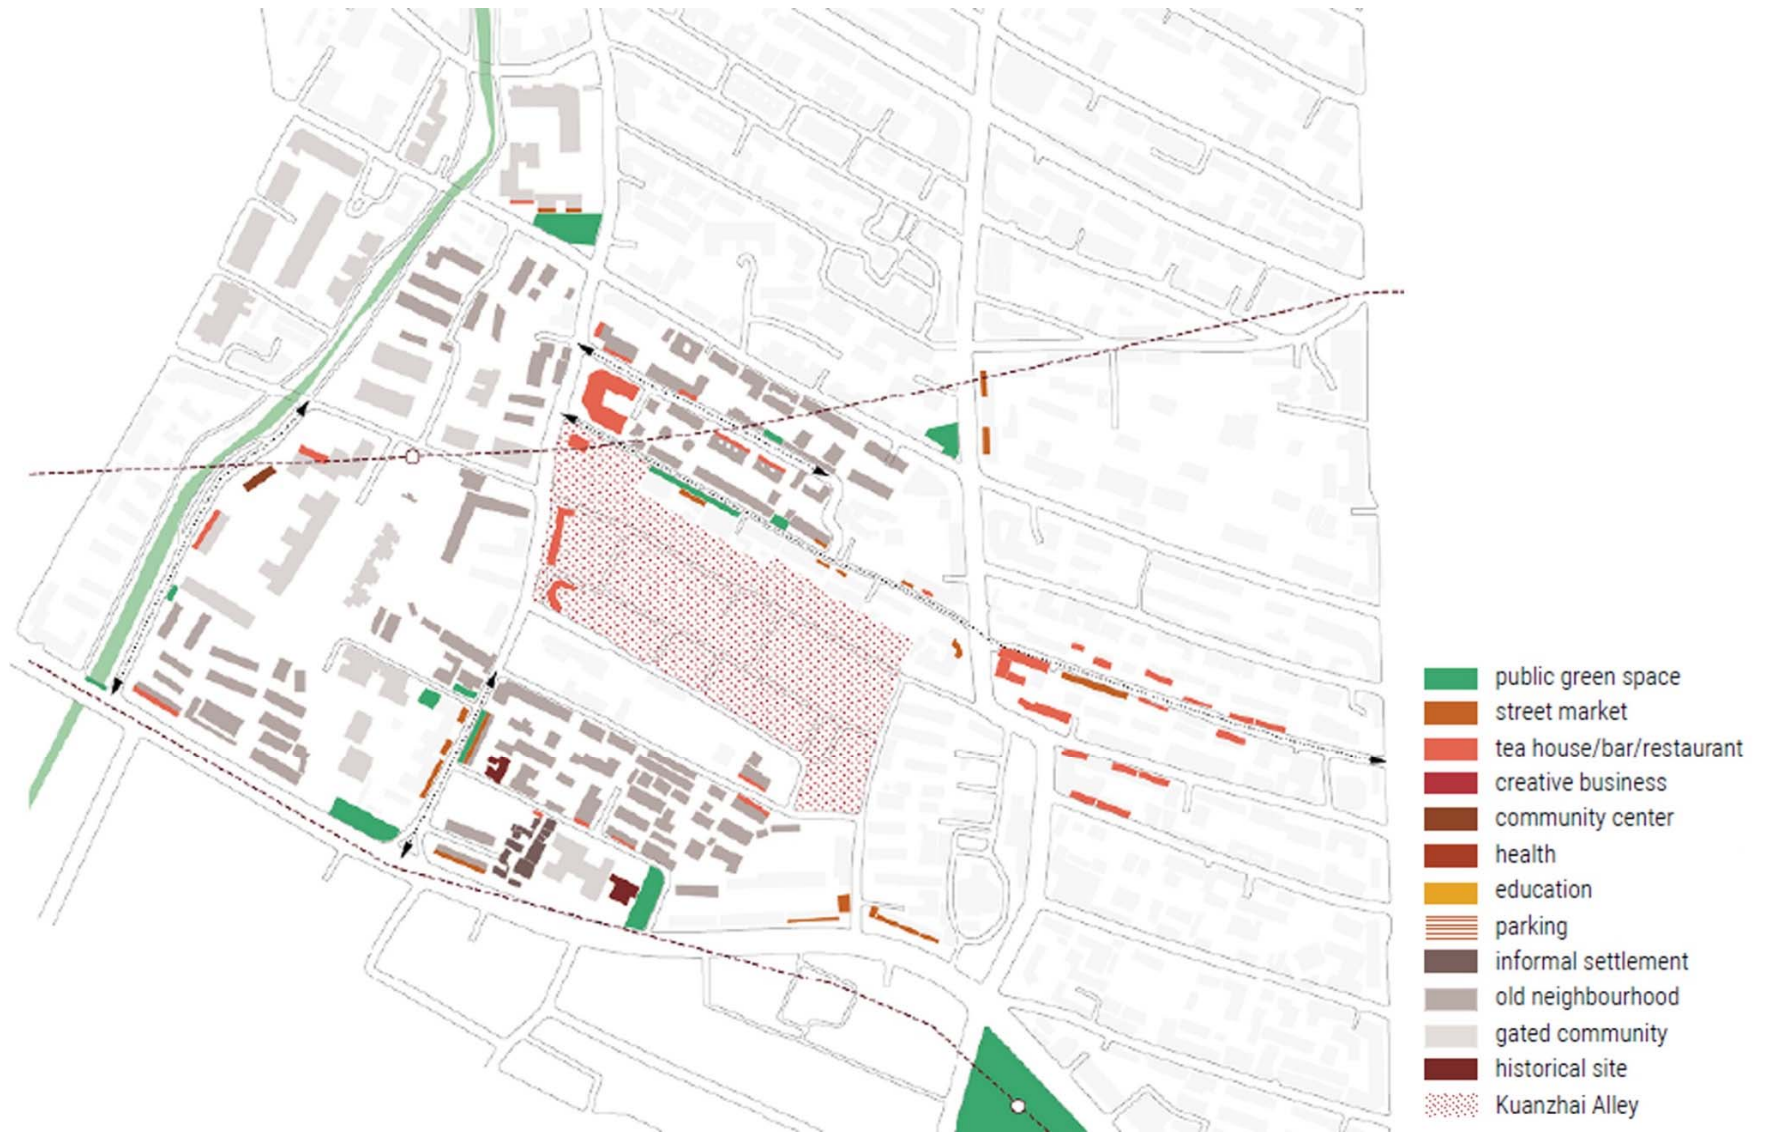 public green space
street market
tea house/bar/restaurant
creative business
community center
health
education
parking
informal settlement
old neighbourhood
gated community
historical site
Kuanzhai Alley